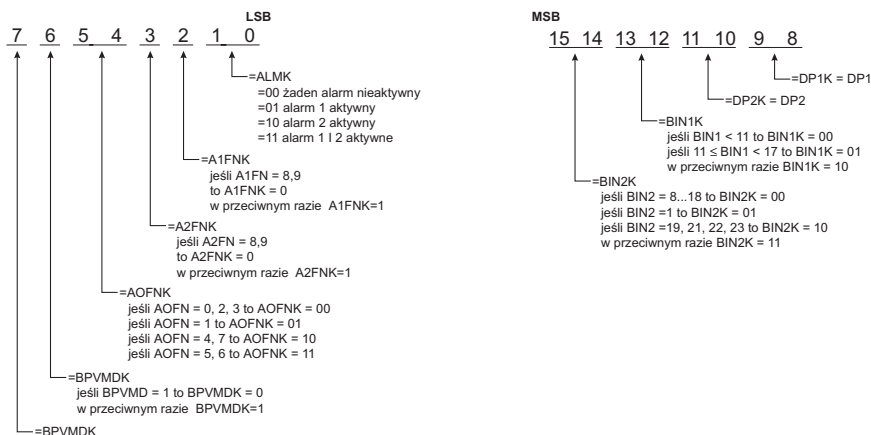 LSB
7 6 5 4 3 2 1 0
=ALMK
=00 żaden alarm nieaktywny
=01 alarm 1 aktywny
=10 alarm 2 aktywny
=11 alarm 1 I 2 aktywne
=A1FNK
jeśli A1FN = 8,9
to A1FNK = 0
w przeciwnym razie A1FNK=1
=A2FNK
jeśli A2FN = 8,9
to A2FNK = 0
w przeciwnym razie A2FNK=1
=AOFNK
jeśli AOFN = 0, 2, 3 to AOFNK = 00
jeśli AOFN = 1 to AOFNK = 01
jeśli AOFN = 4, 7 to AOFNK = 10
jeśli AOFN = 5, 6 to AOFNK = 11
=BPVMDK
jeśli BPVMD = 1 to BPVMDK = 0
w przeciwnym razie BPVMDK=1
=BPVMDK
MSB
15 14 13 12 11 10 9 8
=DP1K = DP1
=DP2K = DP2
=BIN1K
jeśli BIN1 < 11 to BIN1K = 00
jeśli 11 ≤ BIN1 < 17 to BIN1K = 01
w przeciwnym razie BIN1K = 10
=BIN2K
jeśli BIN2 = 8...18 to BIN2K = 00
jeśli BIN2 =1 to BIN2K = 01
jeśli BIN2 =19, 21, 22, 23 to BIN2K = 10
w przeciwnym razie BIN2K = 11